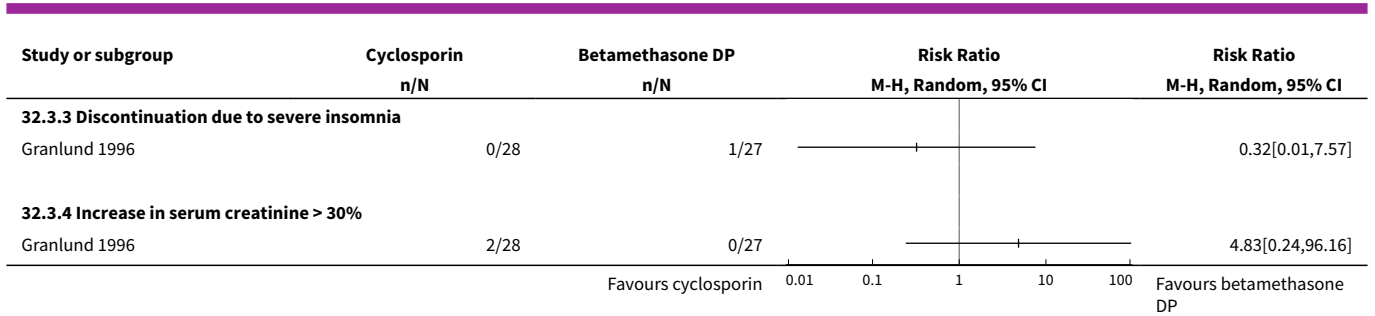 Study or subgroup Cyclosporin Betamethasone DP Risk Ratio Risk Ratio
n/N n/N M-H, Random, 95% CI M-H, Random, 95% CI
32.3.3 Discontinuation due to severe insomnia
Granlund 1996 0/28 1/27 0.32[0.01,7.57]
32.3.4 Increase in serum creatinine > 30%
Granlund 1996 2/28 0/27 4.83[0.24,96.16]
Favours cyclosporin 0.01 0.1 1 10 100 Favours betamethasone
DP